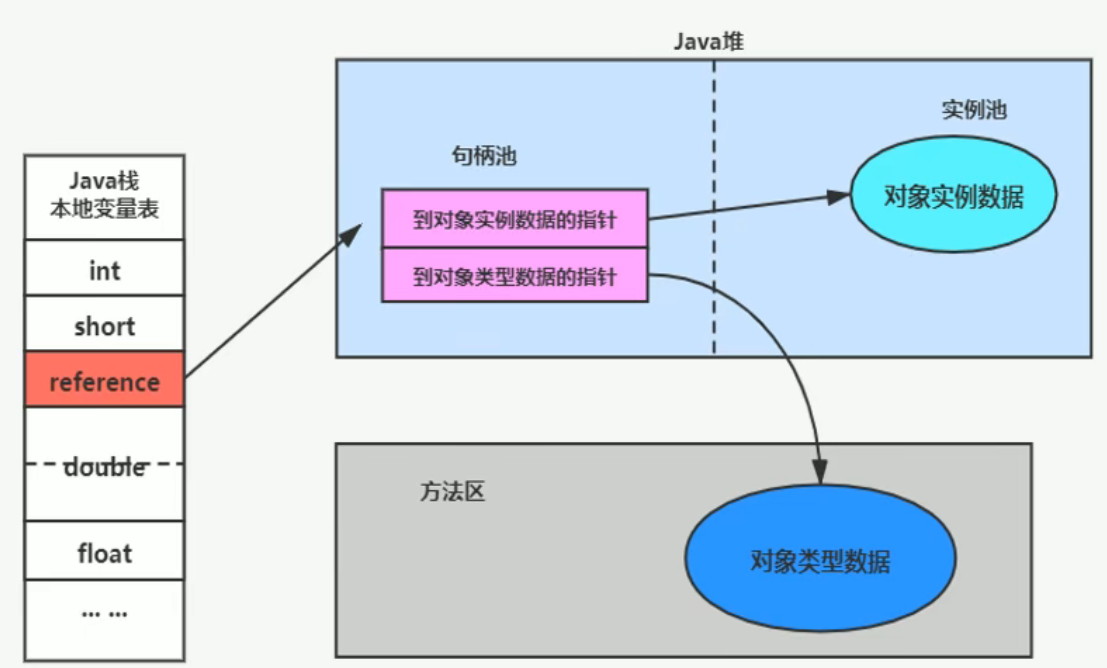 Java堆
实例池
句柄池
Java栈
本地变量表
对象实例数据
到对象实例数据的指针
int
到对象类型数据的指针
short
reference
double
方法区
float
对象类型数据
... ...